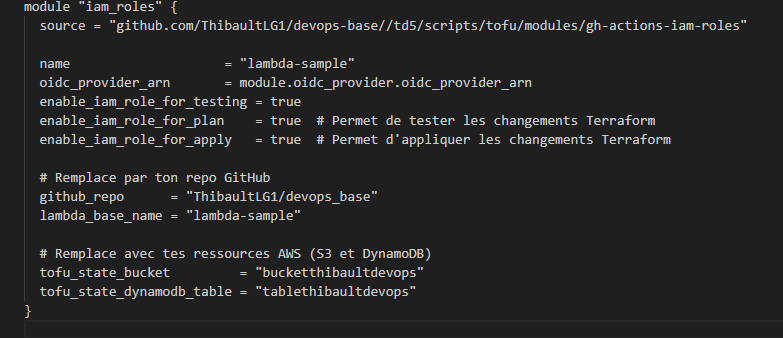 module "iam_roles" {
  source = "github.com/ThibaultLG1/devops-base//td5/scripts/tofu/modules/gh-actions-iam-roles"

  name                    = "lambda-sample"
  oidc_provider_arn       = module.oidc_provider.oidc_provider_arn
  enable_iam_role_for_testing = true
  enable_iam_role_for_plan    = true  # Permet de tester les changements Terraform
  enable_iam_role_for_apply   = true  # Permet d'appliquer les changements Terraform

  # Remplace par ton repo GitHub
  github_repo      = "ThibaultLG1/devops_base"
  lambda_base_name = "lambda-sample"

  # Remplace avec tes ressources AWS (S3 et DynamoDB)
  tofu_state_bucket         = "bucketthibaultdevops"
  tofu_state_dynamodb_table = "tablethibaultdevops"
}